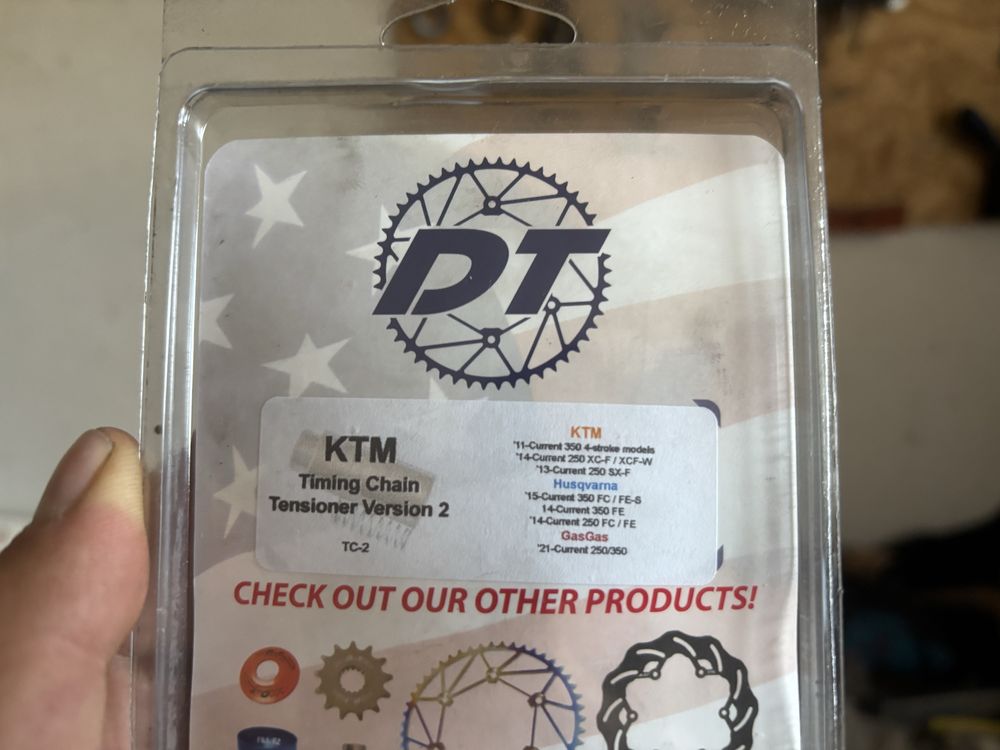 DT
KTM
Timing Chain
Tensioner Version 2
TC-2
KTM
'11-Current 350 4-stroke models
'14-Current 250 XC-F / XCF-W
'13-Current 250 SX-F
Husqvarna
'15-Current 350 FC / FE-S
14-Current 350 FE
'14-Current 250 FC / FE
GasGas
'21-Current 250/350
CHECK OUT OUR OTHER PRODUCTS!